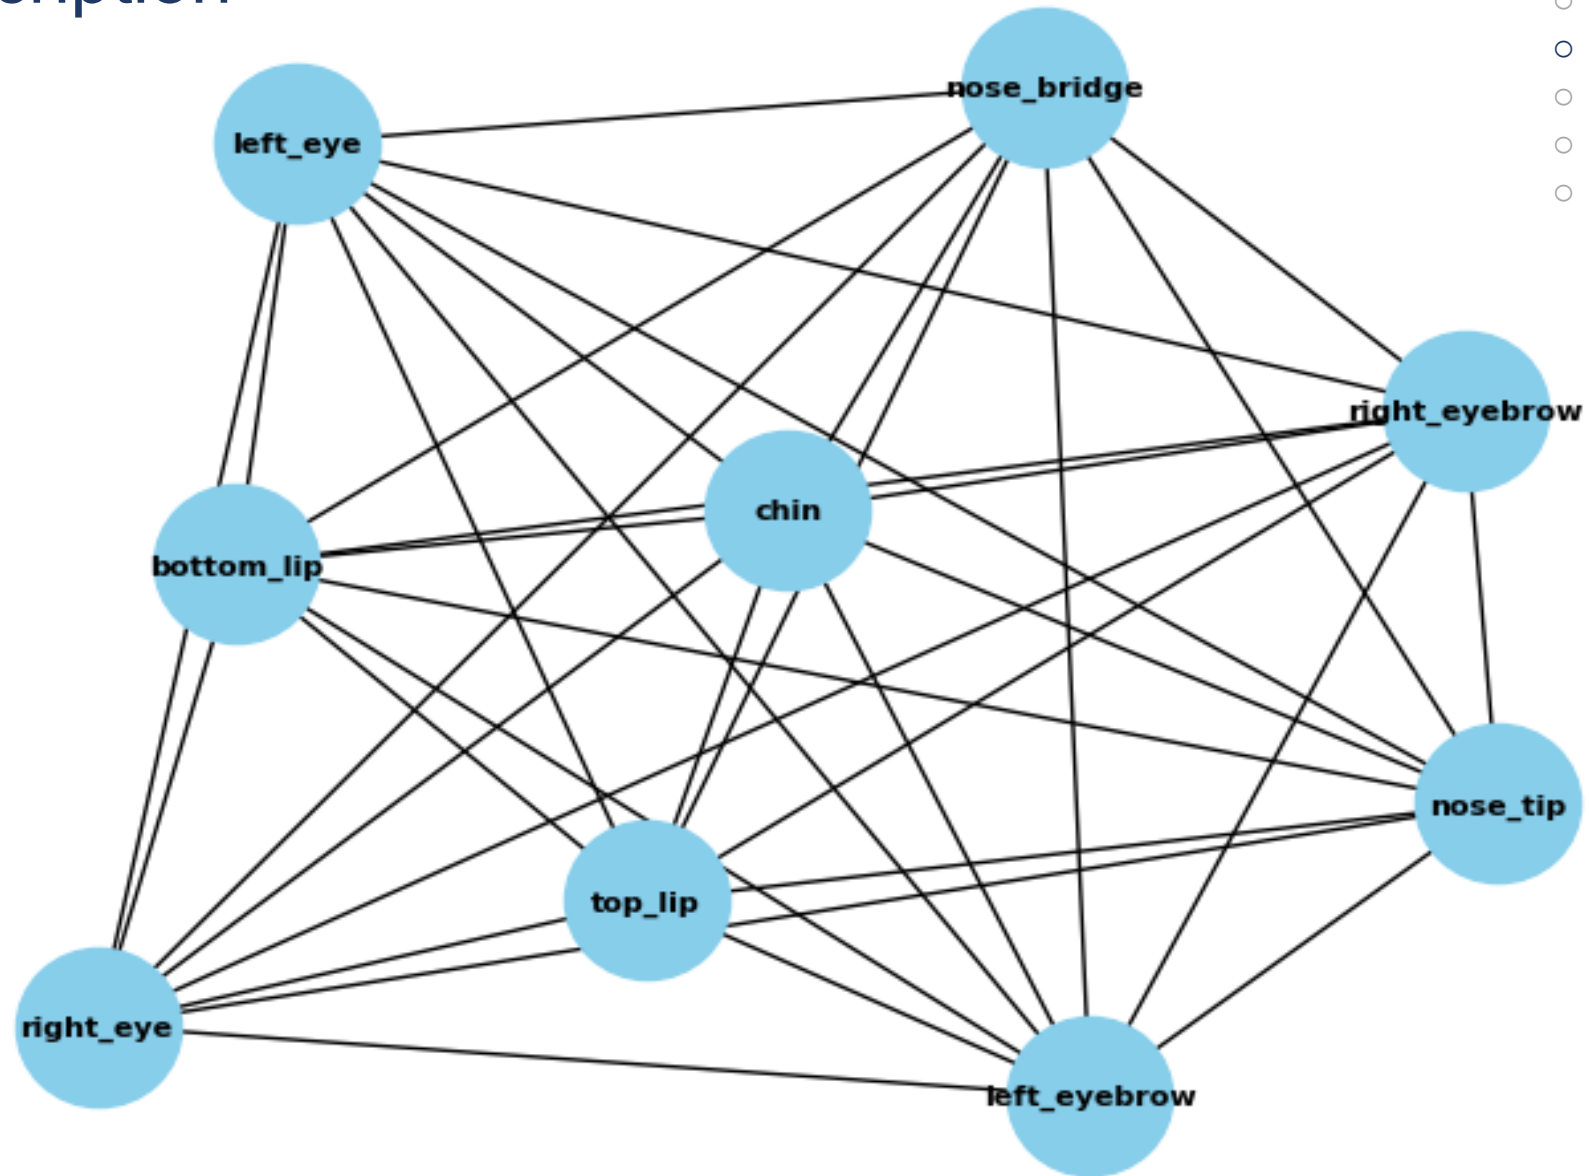 nose_bridge
left_eye
right_eyebrow
chin
bottom_lip
nose_tip
top_lip
right_eye
left_eyebrow